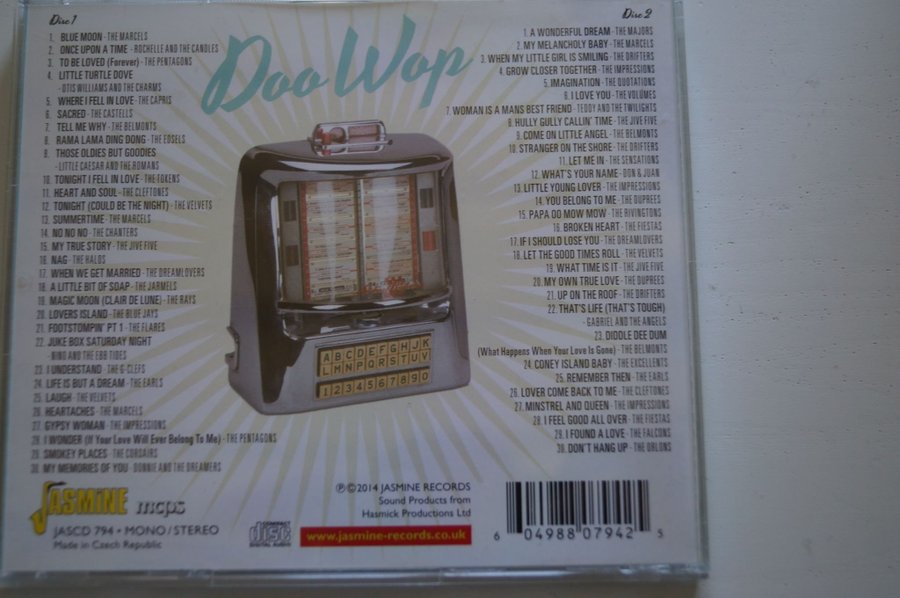 Disc 1
1. BLUE MOON - THE MARCELS
2. ONCE UPON A TIME - ROCHELLE AND THE CANDLES
3. TO BE LOVED (Forever) - THE PENTAGONS
4. LITTLE TURTLE DOVE
- OTIS WILLIAMS AND THE CHARMS
5. WHERE I FELL IN LOVE - THE CAPRIS
6. SACRED - THE CASTELLS
7. TELL ME WHY - THE BELMONTS
8. RAMA LAMA DING DONG - THE EDSELS
9. THOSE OLDIES BUT GOODIES
- LITTLE CAESAR AND THE ROMANS
10. TONIGHT I FELL IN LOVE - THE TOKENS
11. HEART AND SOUL - THE CLEFTONES
12. TONIGHT (COULD BE THE NIGHT) - THE VELVETS
13. SUMMERTIME - THE MARCELS
14. NO NO NO - THE CHANTERS
15. MY TRUE STORY - THE JIVE FIVE
16. NAG - THE HALOS
17. WHEN WE GET MARRIED - THE DREAMLOVERS
18. A LITTLE BIT OF SOAP - THE JARMELS
19. MAGIC MOON (CLAIR DE LUNE) - THE RAYS
20. LOVERS ISLAND - THE BLUE JAYS
21. FOOTSTOMPIN' PT 1 - THE FLARES
22. JUKE BOX SATURDAY NIGHT
- NINO AND THE EBB TIDES
23. I UNDERSTAND - THE G-CLEFS
24. LIFE IS BUT A DREAM - THE EARLS
25. LAUGH - THE VELVETS
26. HEARTACHES - THE MARCELS
27. GYPSY WOMAN - THE IMPRESSIONS
28. I WONDER (If Your Love Will Ever Belong To Me) - THE PENTAGONS
29. SMOKEY PLACES - THE CORSAIRS
30. MY MEMORIES OF YOU - DONNIE AND THE DREAMERS
Doo Wop
ABCDEFGHJK
LMNPQRSTUV
1234567890
Disc 2
1. A WONDERFUL DREAM - THE MAJORS
2. MY MELANCHOLY BABY - THE MARCELS
3. WHEN MY LITTLE GIRL IS SMILING - THE DRIFTERS
4. GROW CLOSER TOGETHER - THE IMPRESSIONS
5. IMAGINATION - THE QUOTATIONS
6. I LOVE YOU - THE VOLUMES
7. WOMAN IS A MANS BEST FRIEND - TEDDY AND THE TWILIGHTS
8. HULLY GULLY CALLIN' TIME - THE JIVE FIVE
9. COME ON LITTLE ANGEL - THE BELMONTS
10. STRANGER ON THE SHORE - THE DRIFTERS
11. LET ME IN - THE SENSATIONS
12. WHAT'S YOUR NAME - DON & JUAN
13. LITTLE YOUNG LOVER - THE IMPRESSIONS
14. YOU BELONG TO ME - THE DUPREES
15. PAPA OO MOW MOW - THE RIVINGTONS
16. BROKEN HEART - THE FIESTAS
17. IF I SHOULD LOSE YOU - THE DREAMLOVERS
18. LET THE GOOD TIMES ROLL - THE VELVETS
19. WHAT TIME IS IT - THE JIVE FIVE
20. MY OWN TRUE LOVE - THE DUPREES
21. UP ON THE ROOF - THE DRIFTERS
22. THAT'S LIFE (THAT'S TOUGH)
- GABRIEL AND THE ANGELS
23. DIDDLE DEE DUM
(What Happens When Your Love Is Gone) - THE BELMONTS
24. CONEY ISLAND BABY - THE EXCELLENTS
25. REMEMBER THEN - THE EARLS
26. LOVER COME BACK TO ME - THE CLEFTONES
27. MINSTREL AND QUEEN - THE IMPRESSIONS
28. I FEEL GOOD ALL OVER - THE FIESTAS
29. I FOUND A LOVE - THE FALCONS
30. DON'T HANG UP - THE ORLONS
JASMINE mcps
JASCD 794 • MONO/STEREO
Made in Czech Republic
COMPACT
disc
DIGITAL AUDIO
℗©2014 JASMINE RECORDS
Sound Products from
Hasmick Productions Ltd
www.jasmine-records.co.uk
6 04988 07942 5